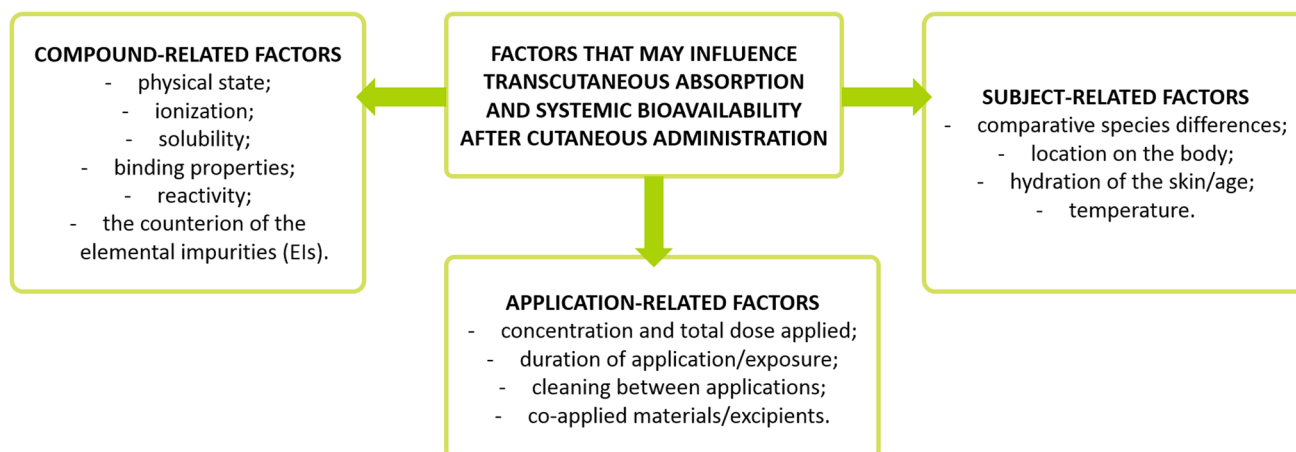 COMPOUND-RELATED FACTORS
- physical state;
- ionization;
- solubility;
- binding properties;
- reactivity;
- the counterion of the
elemental impurities (EIs).
FACTORS THAT MAY INFLUENCE
TRANSCUTANEOUS ABSORPTION
AND SYSTEMIC BIOAVAILABILITY
AFTER CUTANEOUS ADMINISTRATION
SUBJECT-RELATED FACTORS
- comparative species differences;
- location on the body;
- hydration of the skin/age;
- temperature.
APPLICATION-RELATED FACTORS
- concentration and total dose applied;
- duration of application/exposure;
- cleaning between applications;
- co-applied materials/excipients.